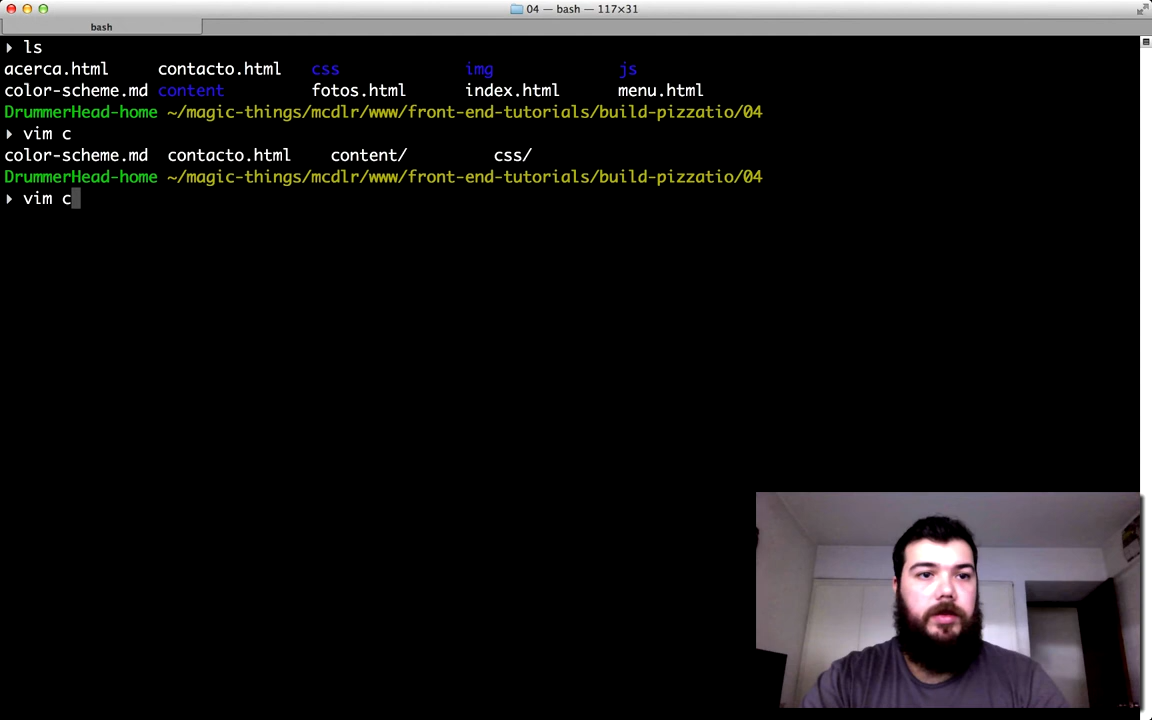 04 — bash — 117×31
bash
▸ ls
acerca.html contacto.html css img js
color-scheme.md content fotos.html index.html menu.html
DrummerHead-home ~/magic-things/mcdlr/www/front-end-tutorials/build-pizzatio/04
▸ vim c
color-scheme.md contacto.html content/ css/
DrummerHead-home ~/magic-things/mcdlr/www/front-end-tutorials/build-pizzatio/04
▸ vim c